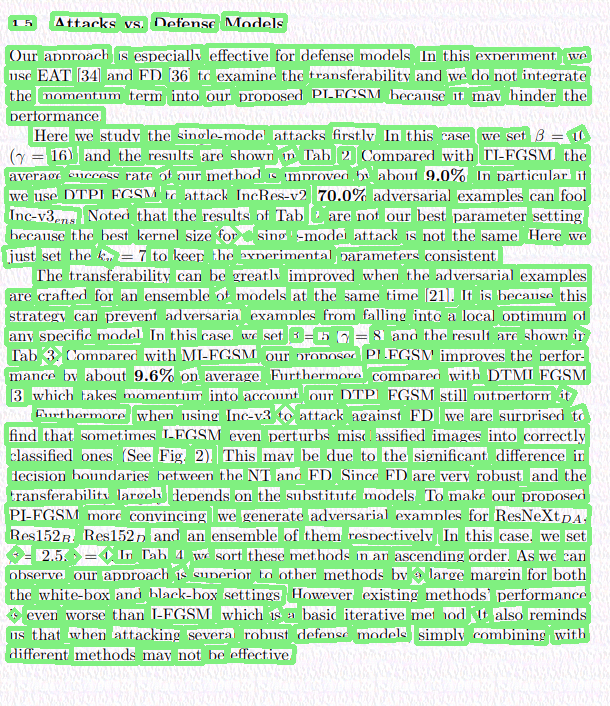 4.5 Attacks vs. Defense Models
Our approach is especially effective for defense models. In this experiment, we
use EAT [34] and FD [36] to examine the transferability and we do not integrate
the momentum term into our proposed PI-FGSM because it may hinder the
performance.
Here we study the single-model attacks firstly. In this case, we set β = 10
(γ = 16), and the results are shown in Tab. 2. Compared with TI-FGSM, the
average success rate of our method is improved by about 9.0%. In particular, if
we use DTPI-FGSM to attack IncRes-v2, 70.0% adversarial examples can fool
Inc-v3ens. Noted that the results of Tab. are not our best parameter setting
because the best kernel size for single-model attack is not the same. Here we
just set the kw = 7 to keep the experimental parameters consistent.
The transferability can be greatly improved when the adversarial examples
are crafted for an ensemble of models at the same time [21]. It is because this
strategy can prevent adversarial examples from falling into a local optimum of
any specific model. In this case, we set β = 5 (γ = 8) and the result are shown in
Tab. 3. Compared with MI-FGSM, our proposed PI-FGSM improves the perfor-
mance by about 9.6% on average. Furthermore, compared with DTMI-FGSM
[3] which takes momentum into account, our DTPI-FGSM still outperform it.
Furthermore, when using Inc-v3 to attack against FD, we are surprised to
find that sometimes I-FGSM even perturbs misclassified images into correctly
classified ones (See Fig. 2). This may be due to the significant difference in
decision boundaries between the NT and FD. Since FD are very robust, and the
transferability largely depends on the substitute models. To make our proposed
PI-FGSM more convincing, we generate adversarial examples for ResNeXtDA,
Res152B, Res152D and an ensemble of them respectively. In this case, we set
= 2.5, = 1. In Tab. 4, we sort these methods in an ascending order. As we can
observe, our approach is superior to other methods by a large margin for both
the white-box and black-box settings. However, existing methods' performance
is even worse than I-FGSM, which is a basic iterative method. It also reminds
us that when attacking several robust defense models, simply combining with
different methods may not be effective.